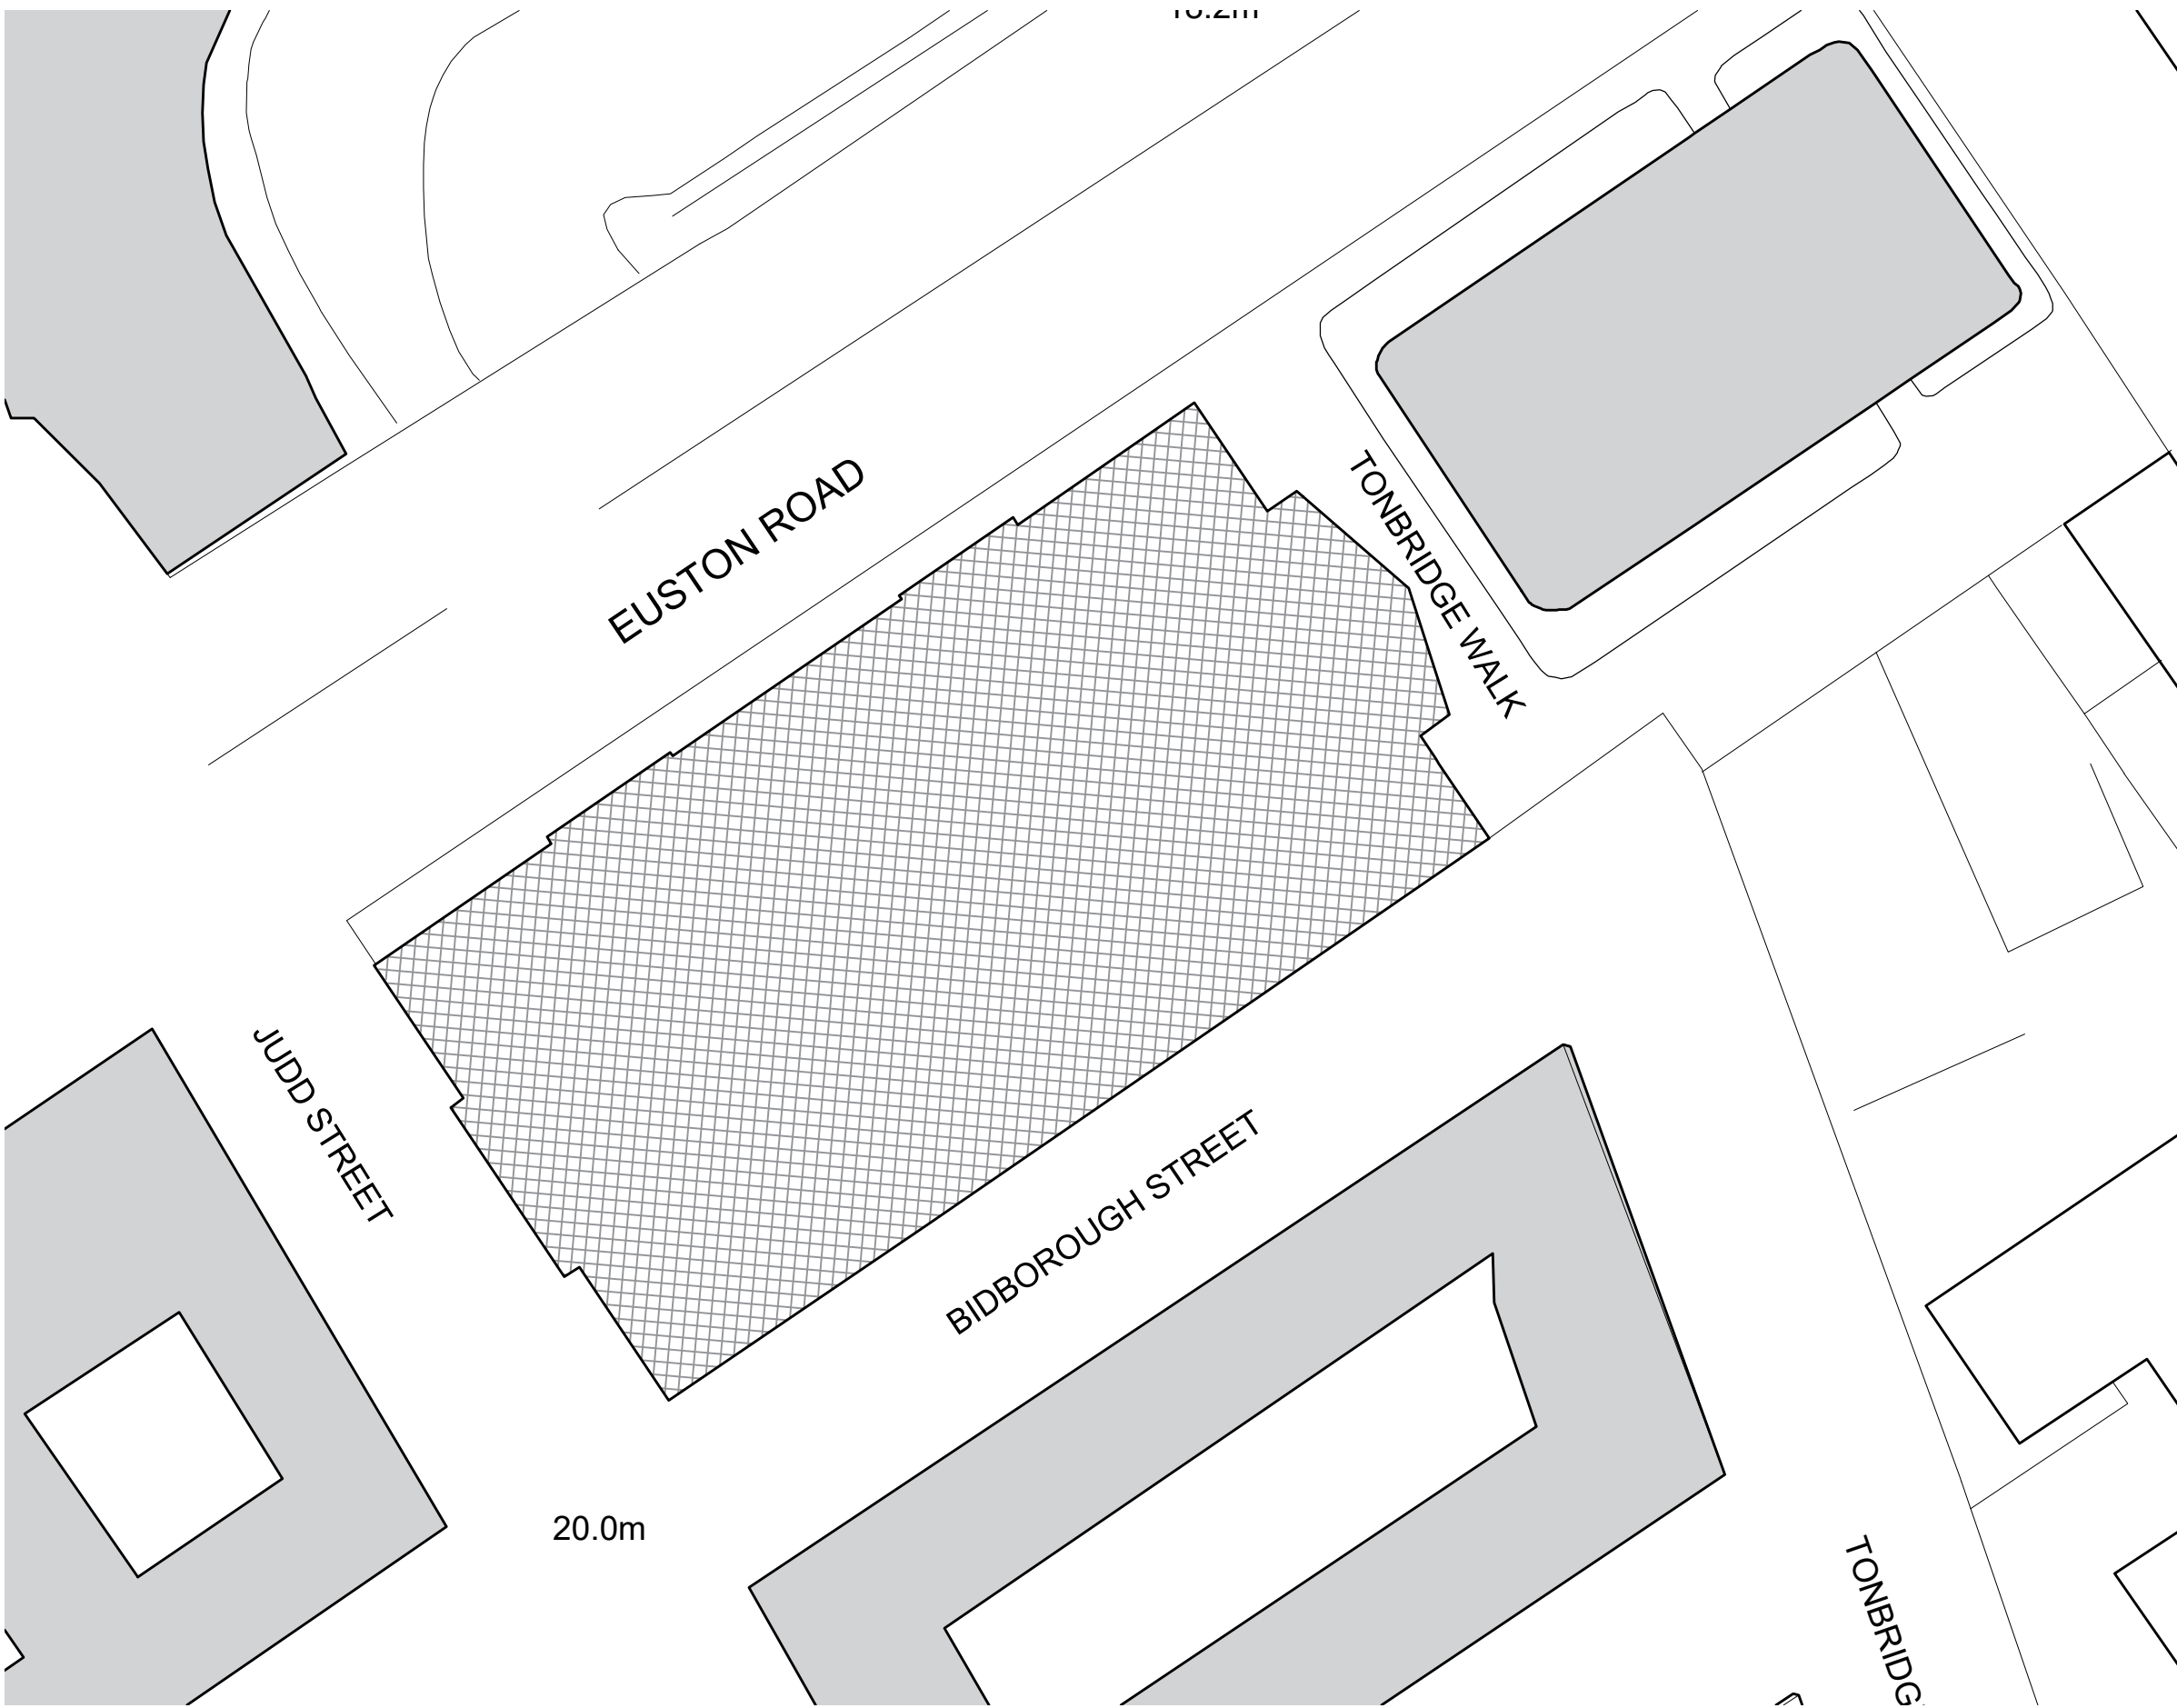 EUSTON ROAD
TONBRIDGE WALK
JUDD STREET
BIDBOROUGH STREET
20.0m